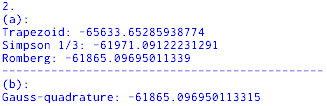 2.
(a):
Trapezoid: -65633.65285938774
Simpson 1/3: -61971.09122231291
Romberg: -61865.09695011339
------------------------------------------------
(b):
Gauss-quadrature: -61865.096950113315